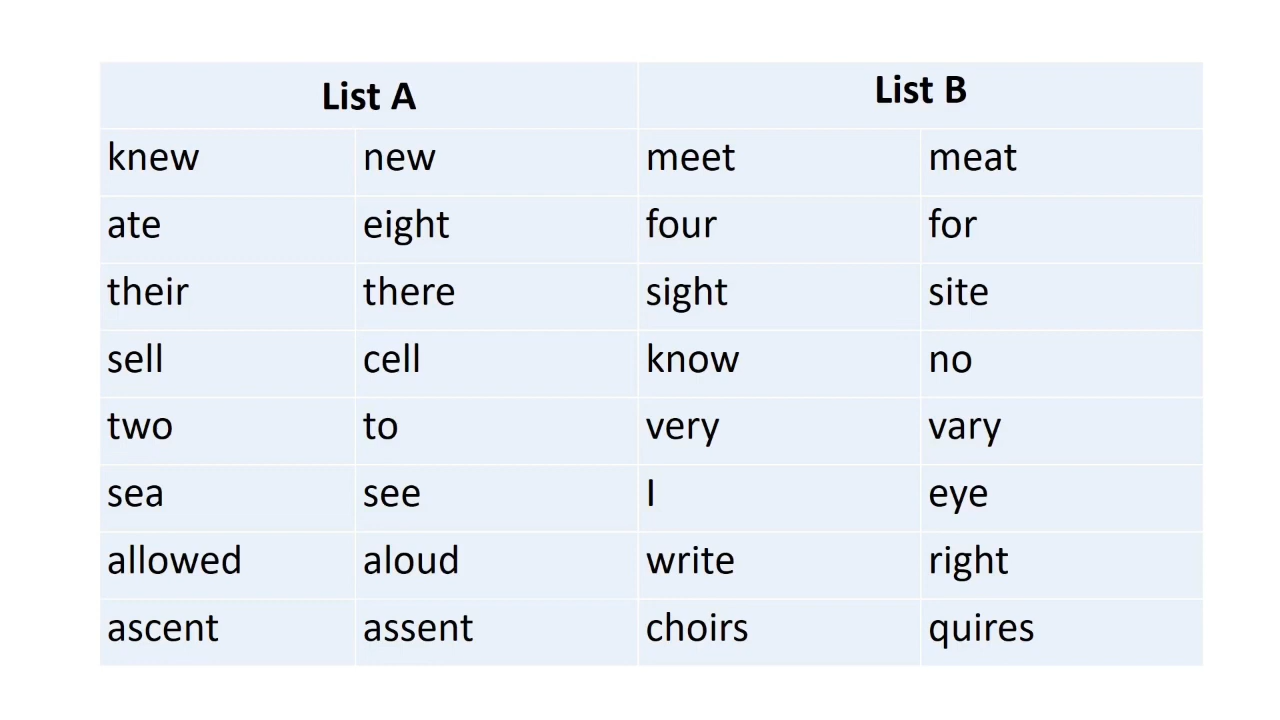 List A List B
knew new meet meat
ate eight four for
their there sight site
sell cell know no
two to very vary
sea see I eye
allowed aloud write right
ascent assent choirs quires